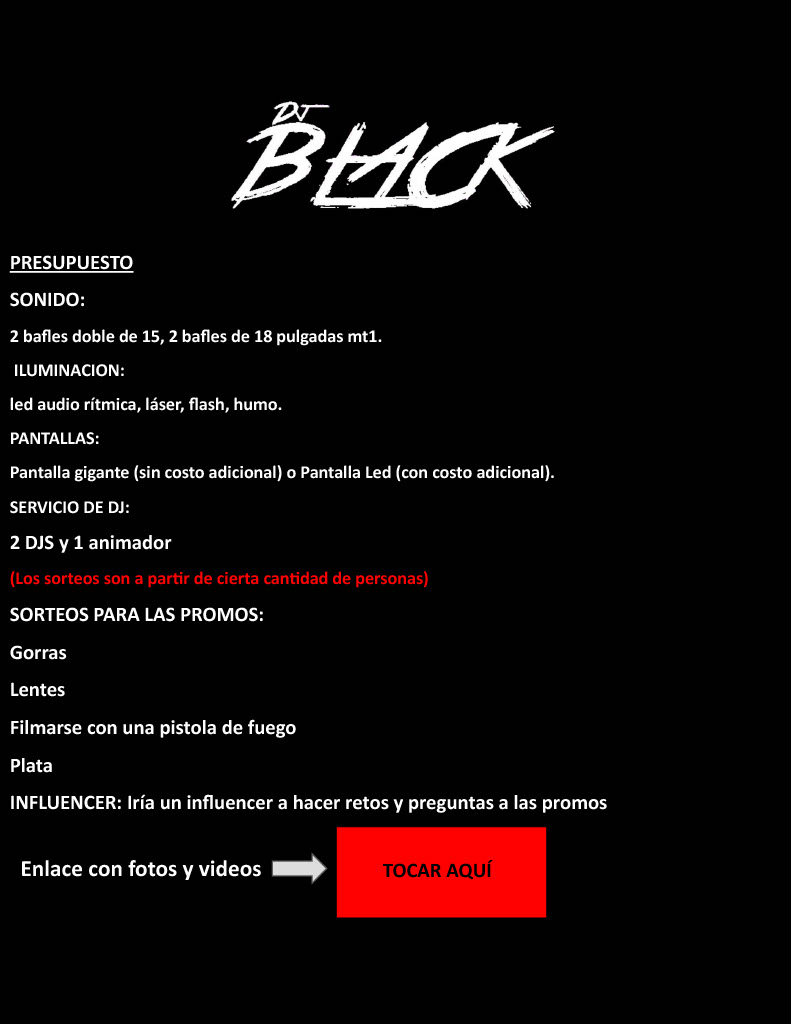 DJ
BLACK
PRESUPUESTO
SONIDO:
2 bafles doble de 15, 2 bafles de 18 pulgadas mt1.
ILUMINACION:
led audio rítmica, láser, flash, humo.
PANTALLAS:
Pantalla gigante (sin costo adicional) o Pantalla Led (con costo adicional).
SERVICIO DE DJ:
2 DJS y 1 animador
(Los sorteos son a partir de cierta cantidad de personas)
SORTEOS PARA LAS PROMOS:
Gorras
Lentes
Filmarse con una pistola de fuego
Plata
INFLUENCER: Iría un influencer a hacer retos y preguntas a las promos
Enlace con fotos y videos
TOCAR AQUÍ